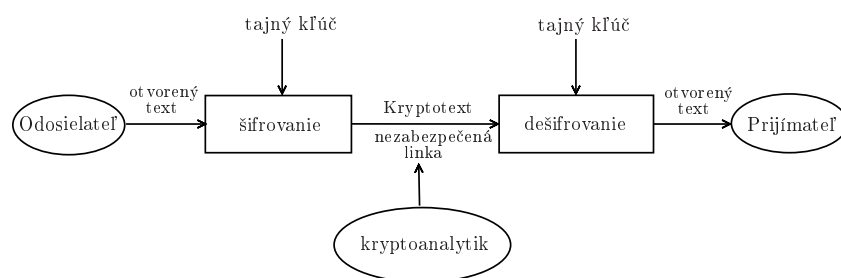 tajný kľúč
tajný kľúč
otvorený
text
otvorený
text
Odosielateľ
šifrovanie
Kryptotext
nezabezpečená
linka
dešifrovanie
Prijímateľ
kryptoanalytik